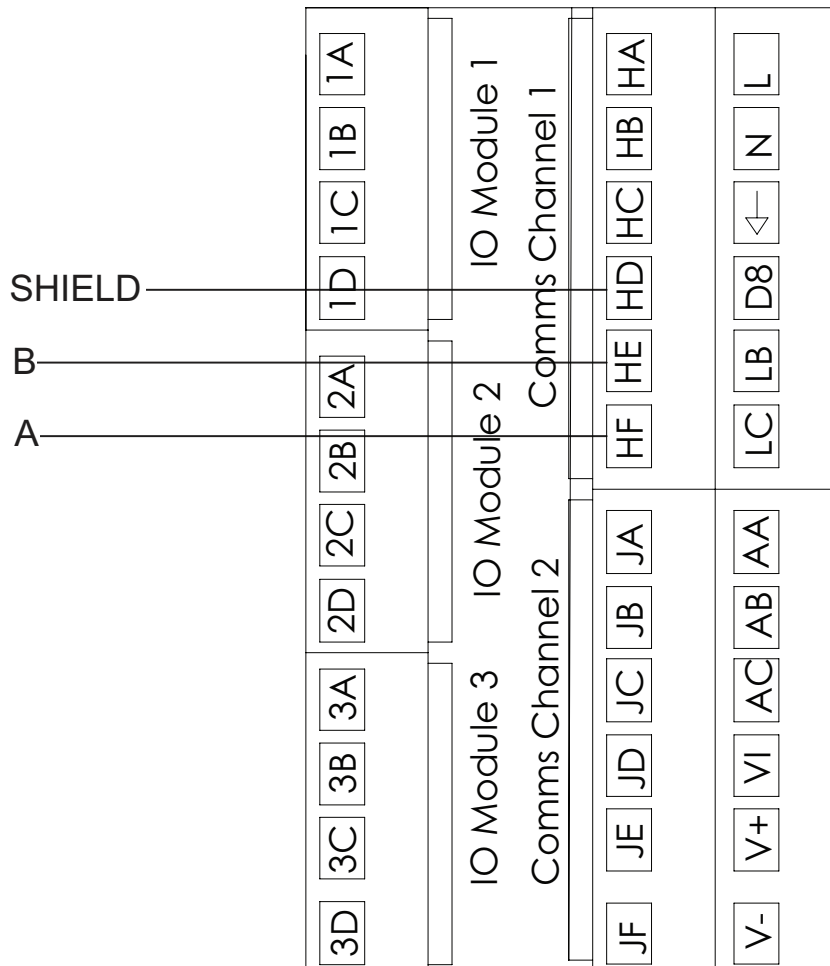 1A
1B
1C
1D
2A
2B
2C
2D
3A
3B
3C
3D
IO Module 1
IO Module 2
IO Module 3
Comms Channel 1
Comms Channel 2
HA
HB
HC
HD
HE
HF
JA
JB
JC
JD
JE
JF
L
N
D8
LB
LC
AA
AB
AC
VI
V+
V-
SHIELD
B
A